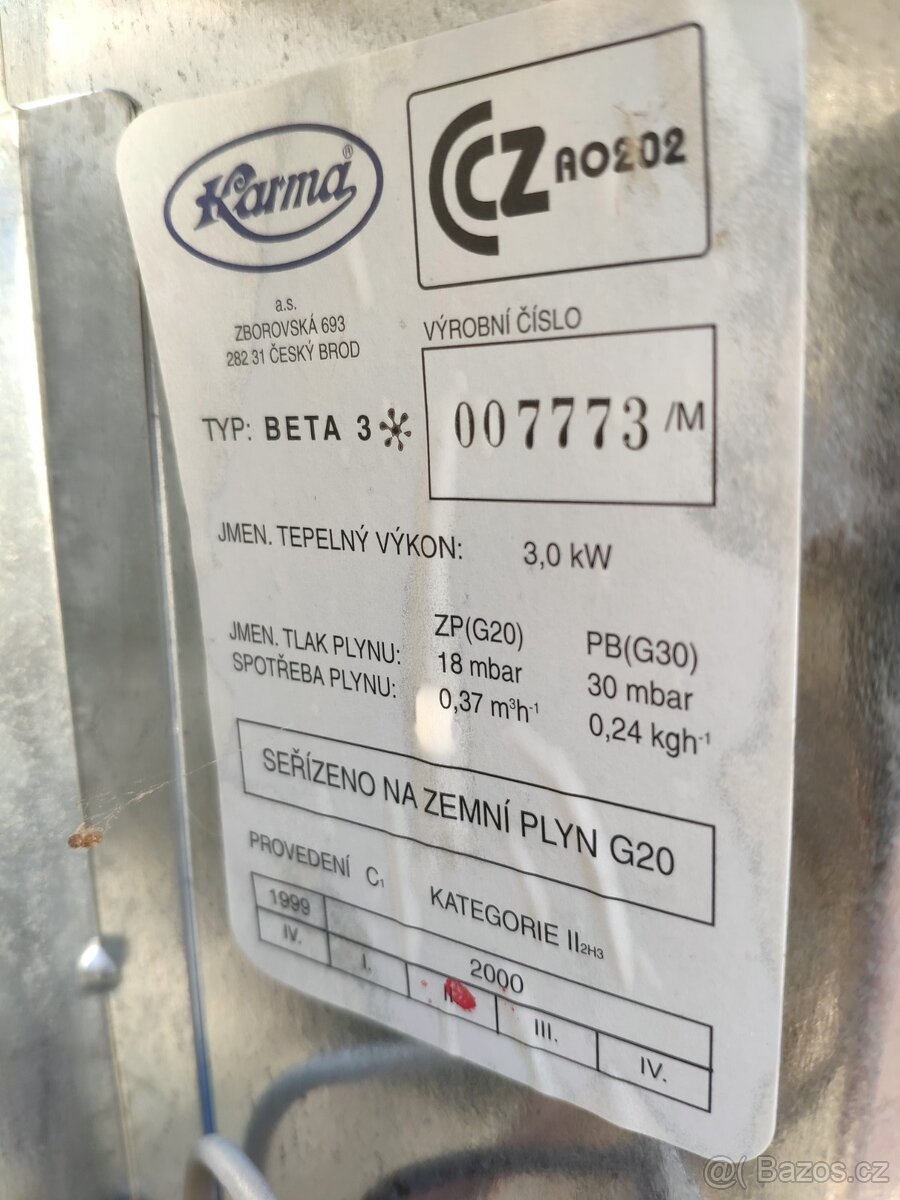 Karma®
CCZ AO202
a.s.
ZBOROVSKÁ 693
282 31 ČESKÝ BROD
VÝROBNÍ ČÍSLO
TYP: BETA 3
007773 /M
JMEN. TEPELNÝ VÝKON: 3,0 kW
ZP(G20) PB(G30)
JMEN. TLAK PLYNU: 18 mbar 30 mbar
SPOTŘEBA PLYNU: 0,37 m³h⁻¹ 0,24 kgh⁻¹
SEŘÍZENO NA ZEMNÍ PLYN G20
PROVEDENÍ C₁ KATEGORIE II2H3
1999 2000
IV. I. II. III. IV.
@( Bazos.cz